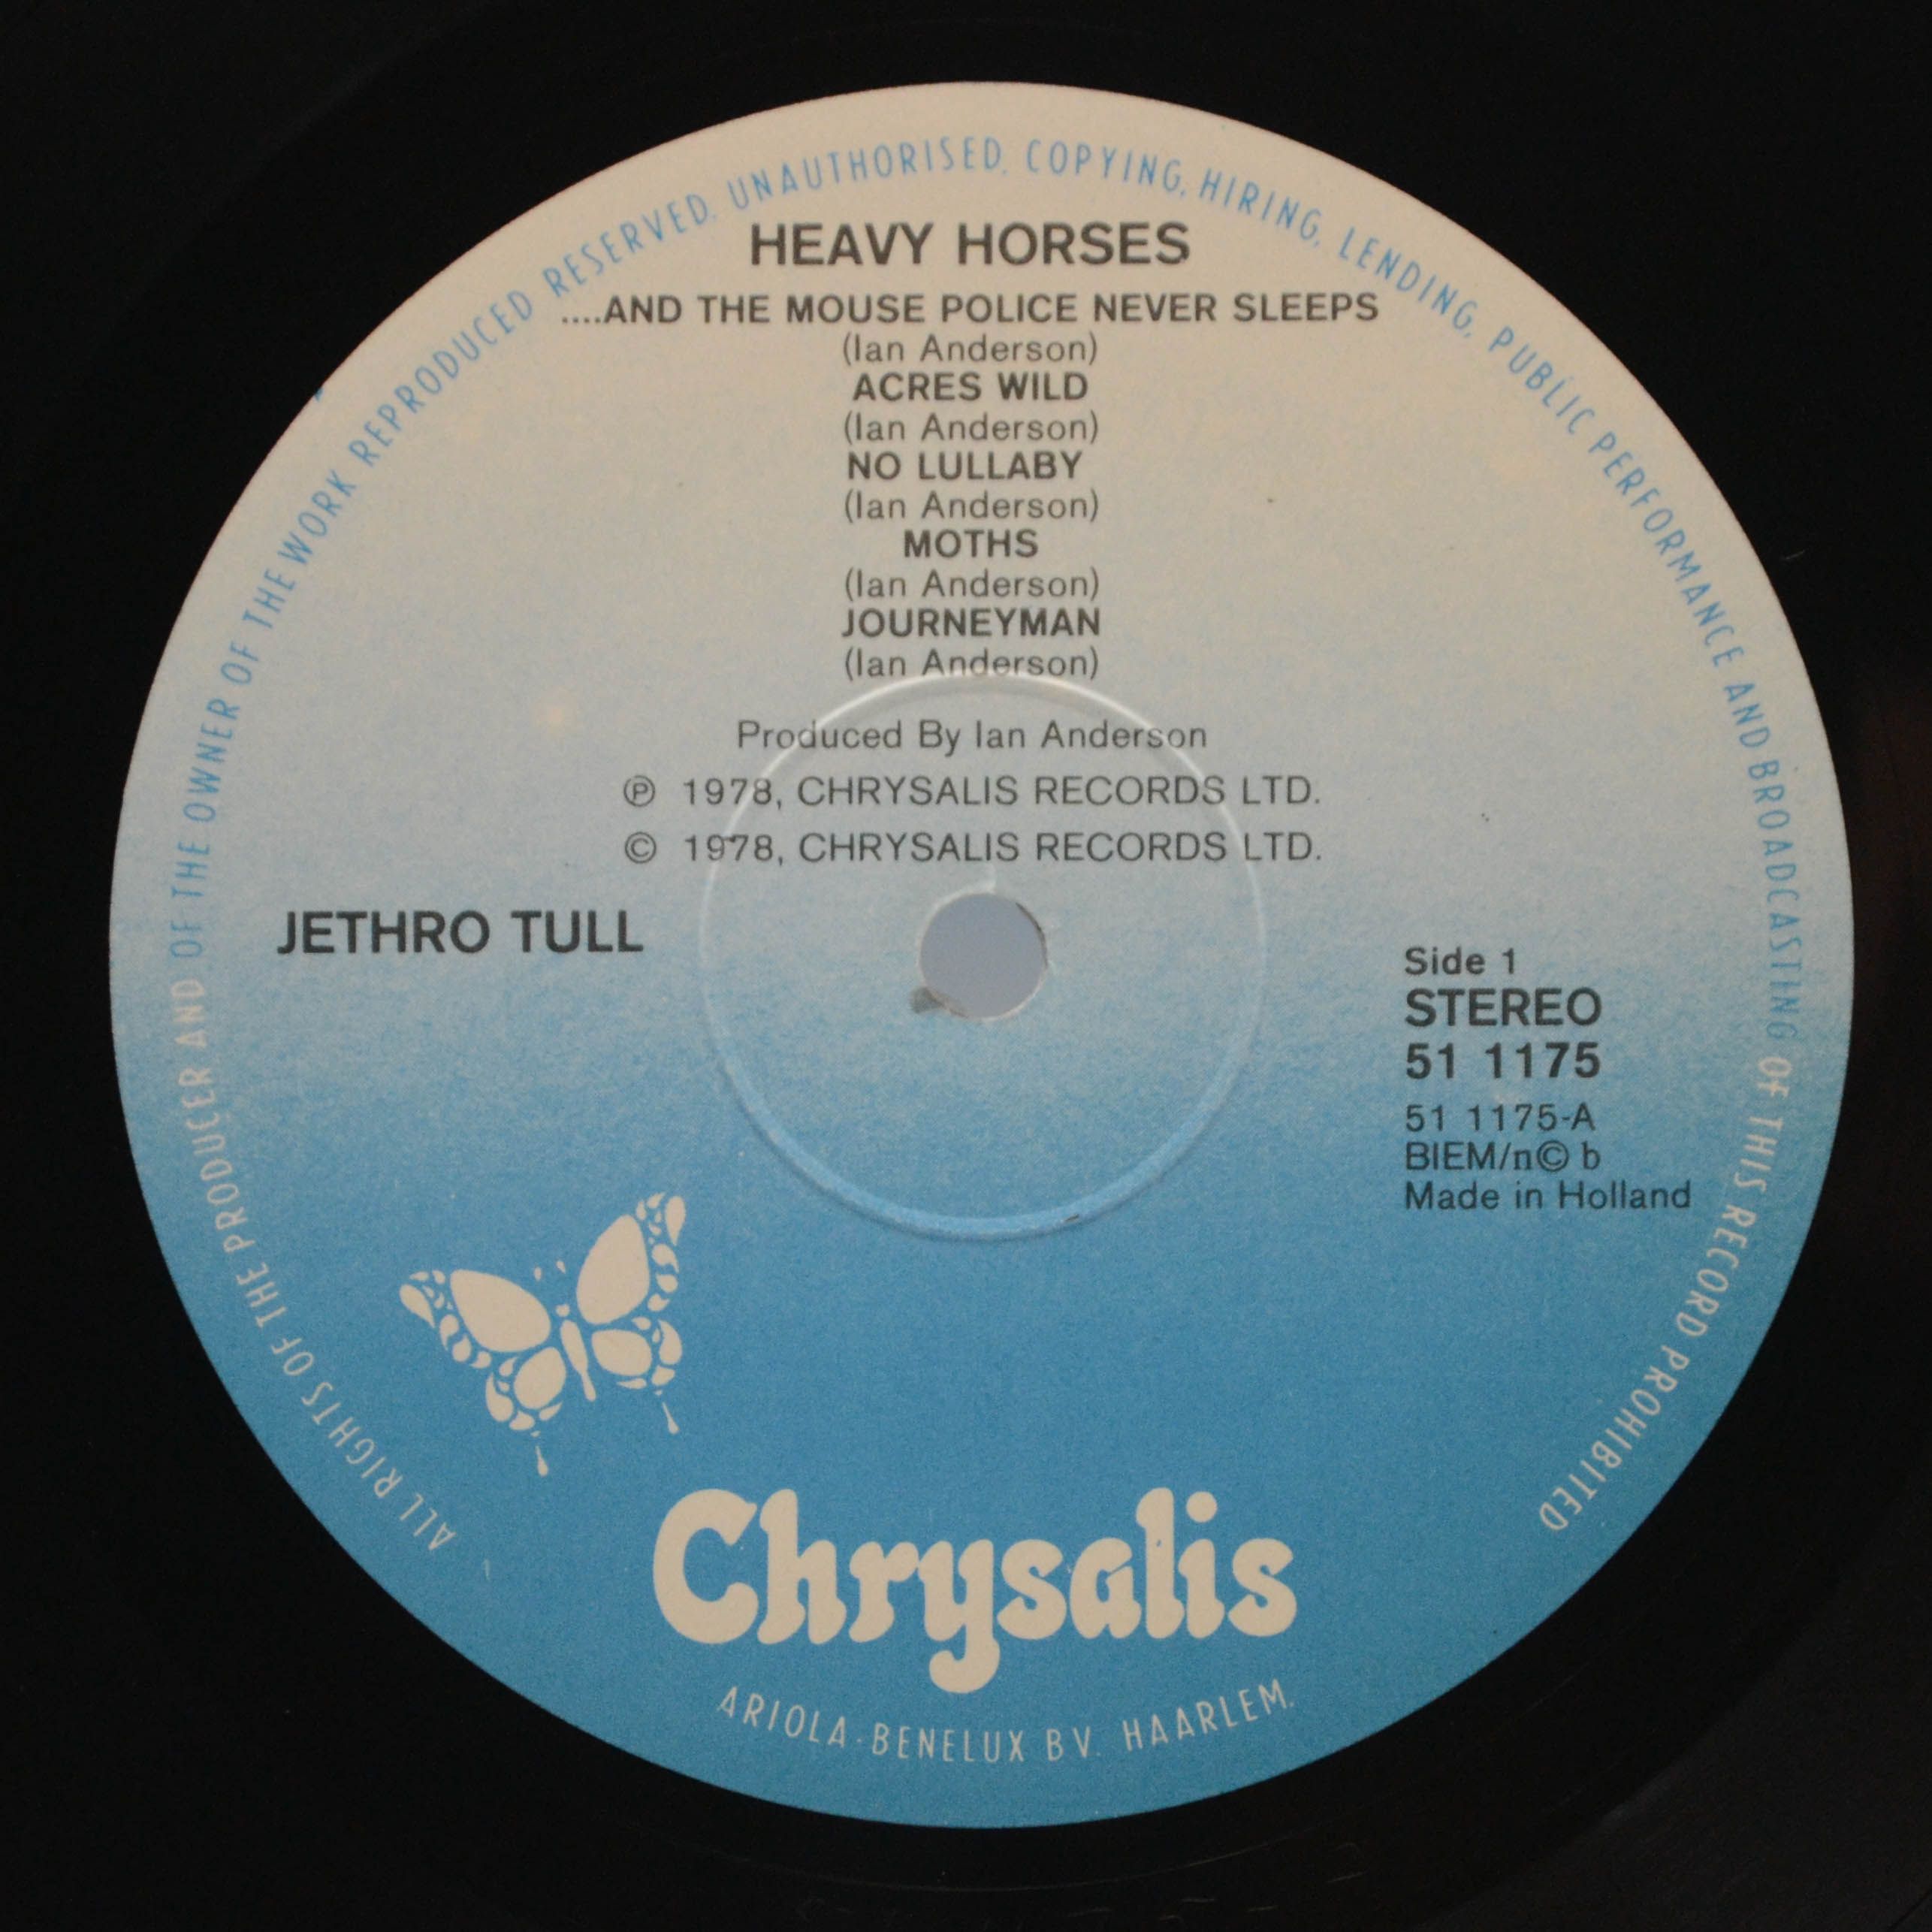 ALL RIGHTS OF THE PRODUCER AND OF THE OWNER OF THE WORK REPRODUCED RESERVED. UNAUTHORISED, COPYING, HIRING, LENDING, PUBLIC PERFORMANCE AND BROADCASTING OF THIS RECORD PROHIBITED
HEAVY HORSES
....AND THE MOUSE POLICE NEVER SLEEPS
(Ian Anderson)
ACRES WILD
(Ian Anderson)
NO LULLABY
(Ian Anderson)
MOTHS
(Ian Anderson)
JOURNEYMAN
(Ian Anderson)
Produced By Ian Anderson
℗ 1978, CHRYSALIS RECORDS LTD.
© 1978, CHRYSALIS RECORDS LTD.
JETHRO TULL
Side 1
STEREO
51 1175
51 1175-A
BIEM/n© b
Made in Holland
Chrysalis
ARIOLA-BENELUX BV. HAARLEM.